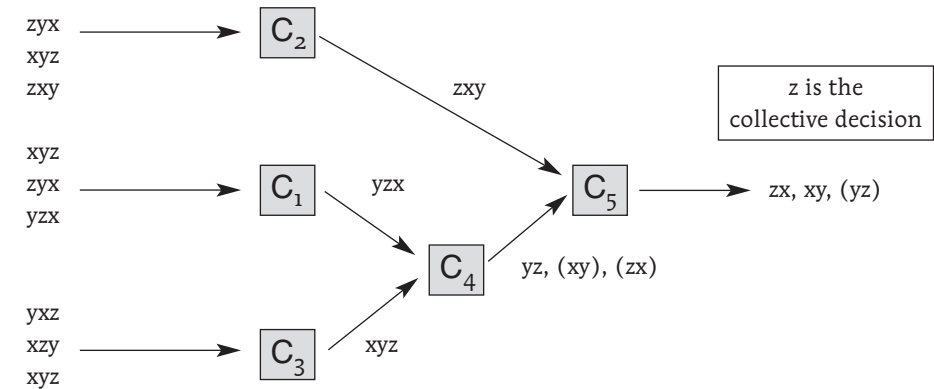 zyx
xyz
zxy
C₂
zxy
z is the
collective decision
xyz
zyx
yzx
C₁
yzx
C₅
zx, xy, (yz)
C₄
yz, (xy), (zx)
yxz
xzy
xyz
C₃
xyz